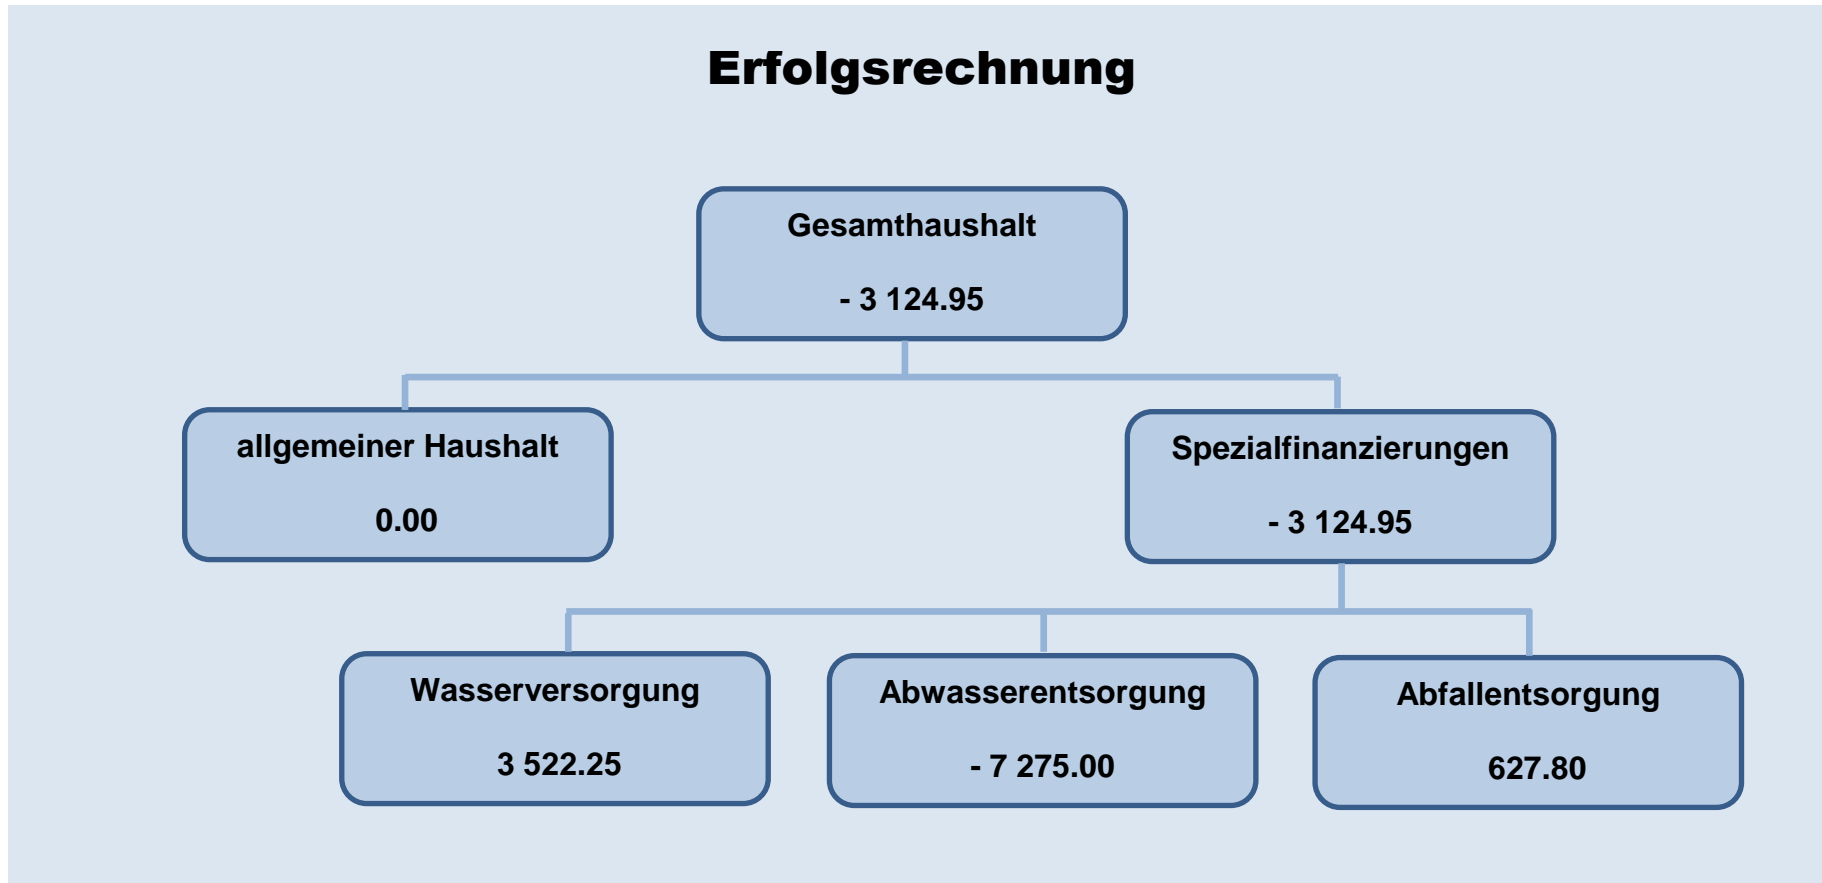 Erfolgsrechnung
Gesamthaushalt
- 3 124.95
allgemeiner Haushalt
0.00
Spezialfinanzierungen
- 3 124.95
Wasserversorgung
3 522.25
Abwasserentsorgung
- 7 275.00
Abfallentsorgung
627.80